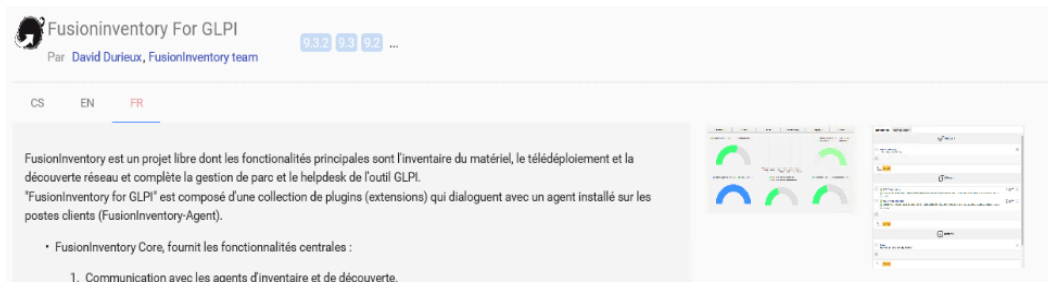 Fusioninventory For GLPI
9.3.2 9.3 9.2 ...
Par David Durieux, FusionInventory team
CS EN FR
FusionInventory est un projet libre dont les fonctionalités principales sont l'inventaire du matériel, le télédéploiement et la
découverte réseau et complète la gestion de parc et le helpdesk de l'outil GLPI.
"FusionInventory for GLPI" est composé d'une collection de plugins (extensions) qui dialoguent avec un agent installé sur les
postes clients (FusionInventory-Agent).
• FusionInventory Core, fournit les fonctionnalités centrales :
1. Communication avec les agents d'inventaire et de découverte.